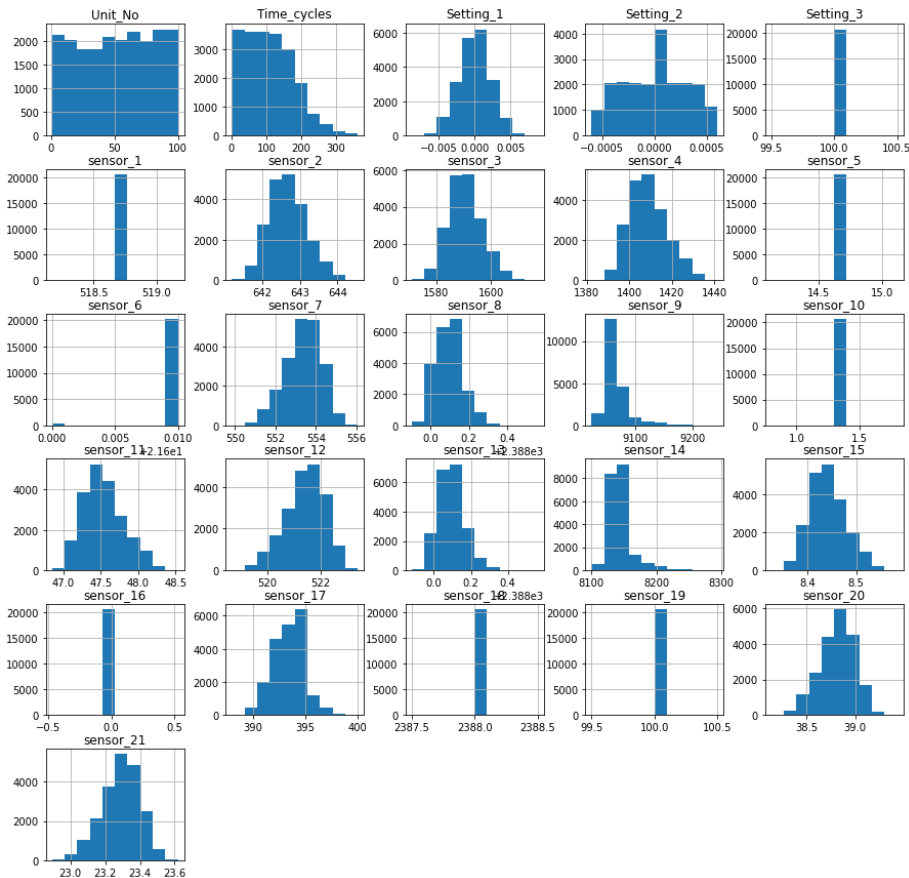 Unit_No Time_cycles Setting_1 Setting_2 Setting_3
2000 1500 1000 500 0
0 50 100
3000 2000 1000 0
0 100 200 300
6000 4000 2000 0
−0.005 0.000 0.005
4000 3000 2000 1000 0
−0.0005 0.0000 0.0005
20000 15000 10000 5000 0
99.5 100.0 100.5
sensor_1 sensor_2 sensor_3 sensor_4 sensor_5
20000 15000 10000 5000 0
518.5 519.0
4000 2000 0
642 643 644
6000 4000 2000 0
1580 1600
4000 2000 0
1380 1400 1420 1440
20000 15000 10000 5000 0
14.5 15.0
sensor_6 sensor_7 sensor_8 sensor_9 sensor_10
20000 15000 10000 5000 0
0.000 0.005 0.010
+2.16e1
4000 2000 0
550 552 554 556
6000 4000 2000 0
0.0 0.2 0.4
+2.388e3
10000 5000 0
9100 9200
20000 15000 10000 5000 0
1.0 1.5
sensor_11 sensor_12 sensor_13 sensor_14 sensor_15
4000 2000 0
47.0 47.5 48.0 48.5
4000 2000 0
520 522
6000 4000 2000 0
0.0 0.2 0.4
+2.388e3
8000 6000 4000 2000 0
8100 8200 8300
4000 2000 0
8.4 8.5
sensor_16 sensor_17 sensor_18 sensor_19 sensor_20
20000 15000 10000 5000 0
−0.5 0.0 0.5
6000 4000 2000 0
390 395 400
20000 15000 10000 5000 0
2387.5 2388.0 2388.5
20000 15000 10000 5000 0
99.5 100.0 100.5
6000 4000 2000 0
38.5 39.0
sensor_21
4000 2000 0
23.0 23.2 23.4 23.6